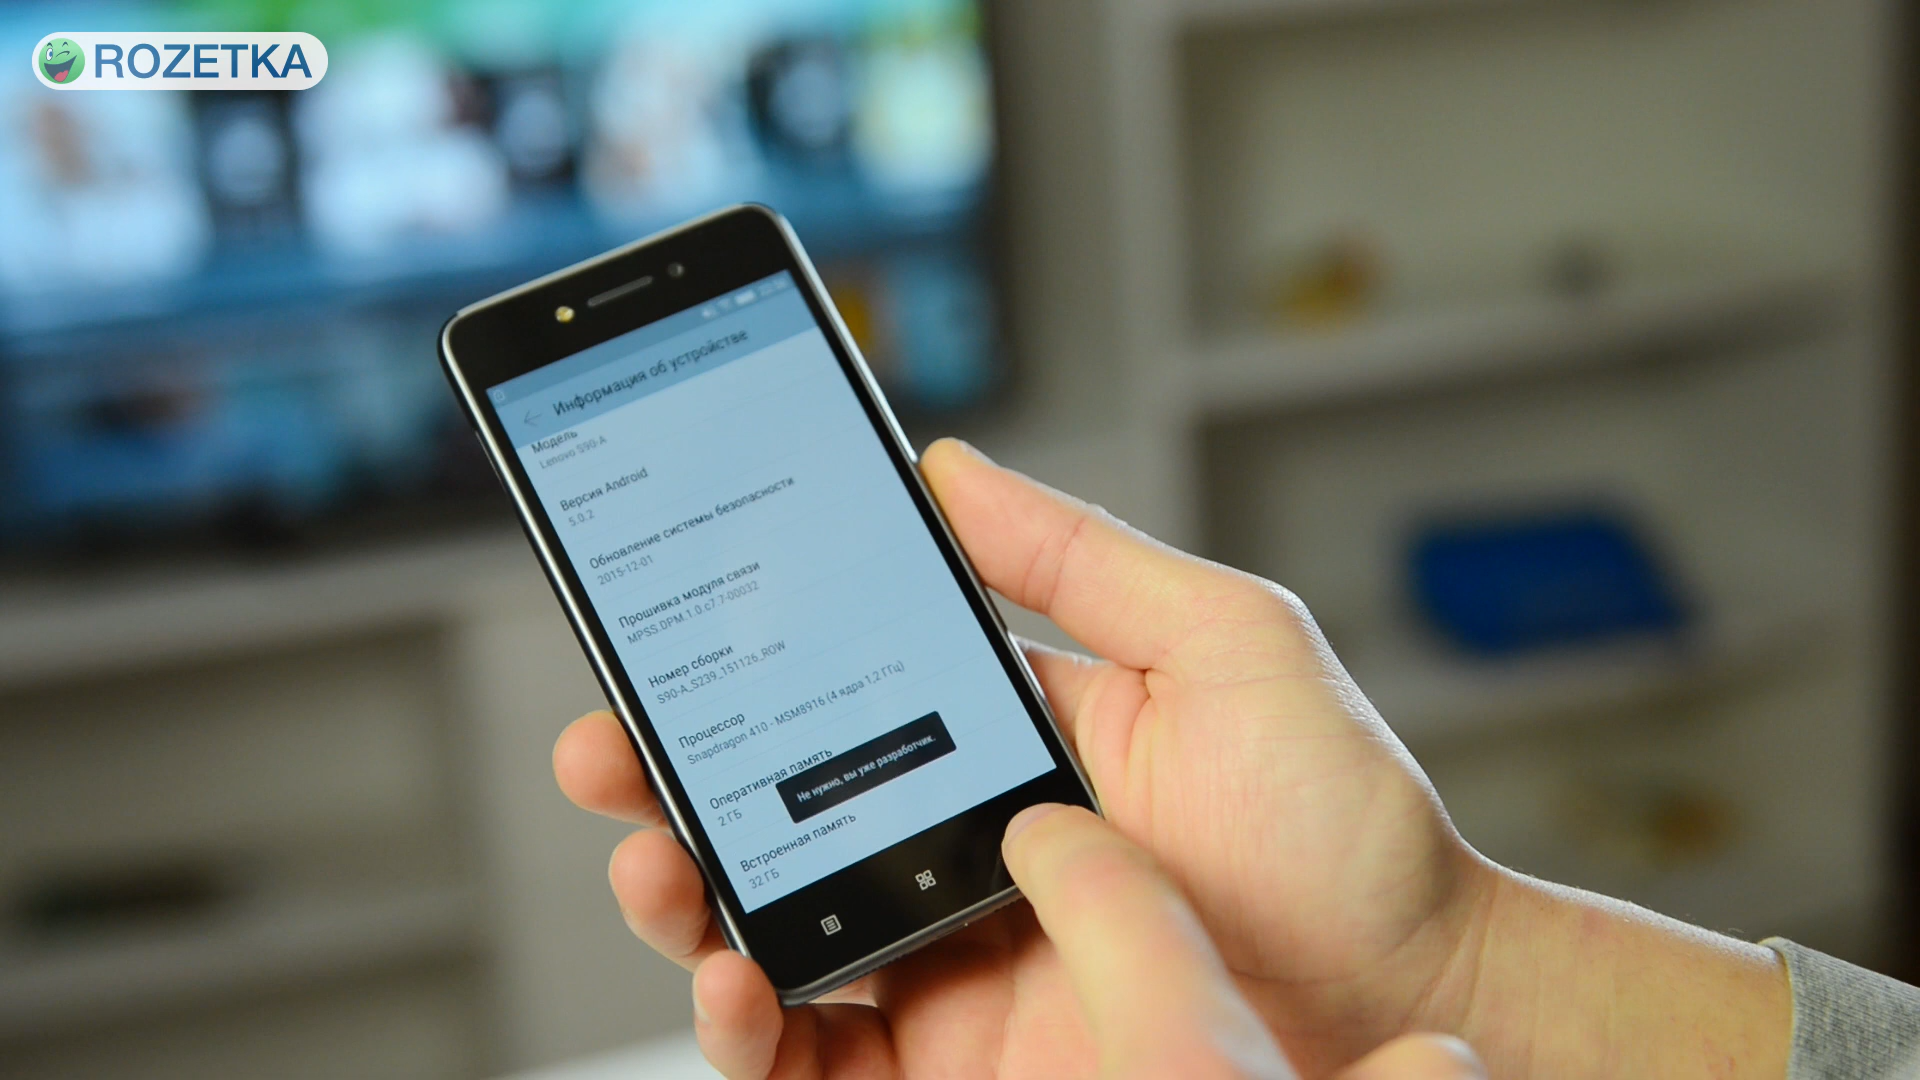 ROZETKA
Информация об устройстве
Модель
Lenovo S90-A
Версия Android
5.0.2
Обновление системы безопасности
2015-12-01
Прошивка модуля связи
MPSS.DPM.1.0.c7.7-00032
Номер сборки
S90-A_S239_151126_ROW
Процессор
Snapdragon 410 - MSM8916 (4 ядра 1,2 ГГц)
Оперативная память
2 ГБ
Не нужно, вы уже разработчик.
Встроенная память
32 ГБ